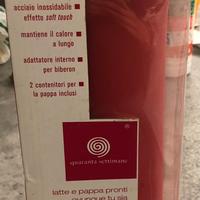 acciaio inossidabile
effetto soft touch
mantiene il calore
a lungo
adattatore interno
per biberon
2 contenitori per
la pappa inclusi
quaranta settimane
latte e pappa pronti
ovunque tu sia